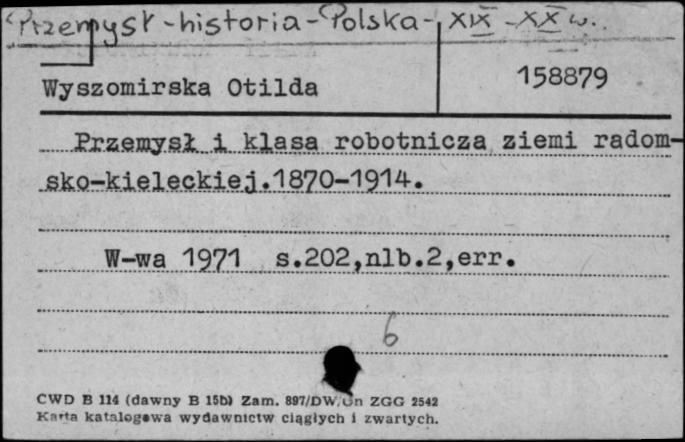 Przemysł-historia-Polska-XIX-XX w.
Wyszomirska Otilda
158879
Przemysł i klasa robotnicza ziemi radom-
sko-kieleckiej.1870-1914.
W-wa 1971 s.202,nlb.2,err.
6
CWD B 114 (dawny B 15b) Zam. 897/DW/Un ZGG 2542
Karta katalogowa wydawnictw ciągłych i zwartych.